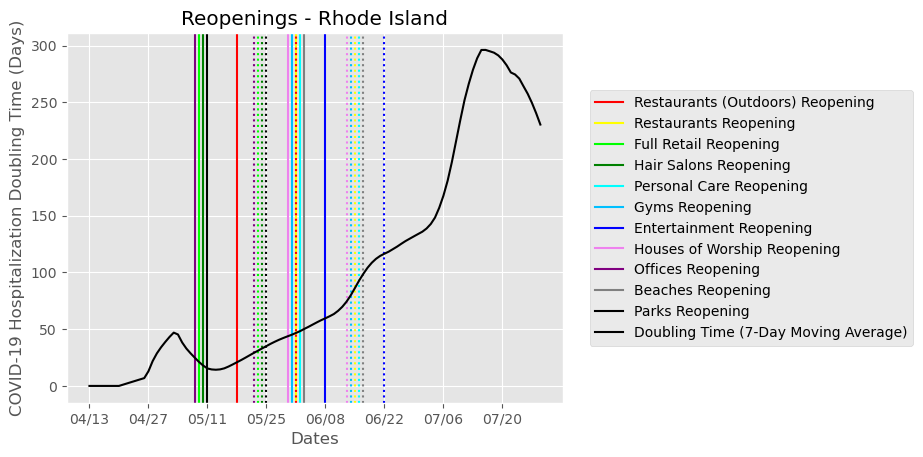 Reopenings - Rhode Island
COVID-19 Hospitalization Doubling Time (Days)
300
250
200
150
100
50
0
04/13 04/27 05/11 05/25 06/08 06/22 07/06 07/20
Dates
Restaurants (Outdoors) Reopening
Restaurants Reopening
Full Retail Reopening
Hair Salons Reopening
Personal Care Reopening
Gyms Reopening
Entertainment Reopening
Houses of Worship Reopening
Offices Reopening
Beaches Reopening
Parks Reopening
Doubling Time (7-Day Moving Average)